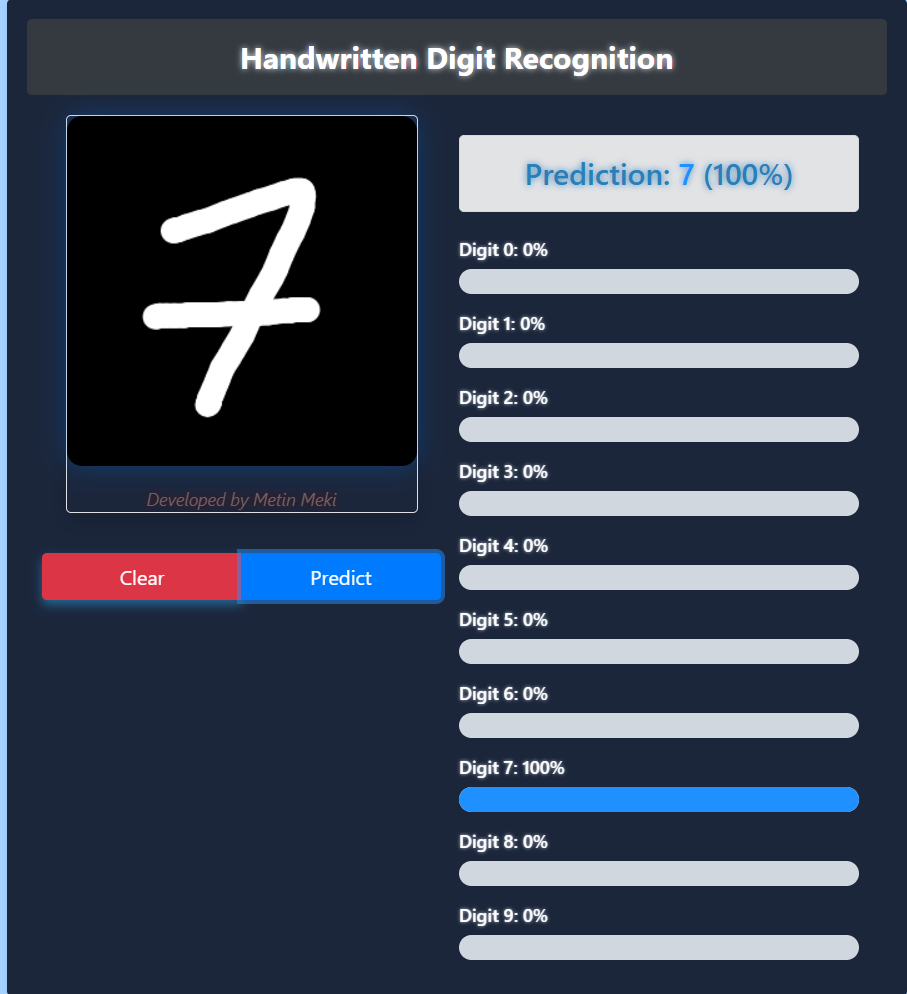 Handwritten Digit Recognition
7
Developed by Metin Meki
Clear
Predict
Prediction: 7 (100%)
Digit 0: 0%
Digit 1: 0%
Digit 2: 0%
Digit 3: 0%
Digit 4: 0%
Digit 5: 0%
Digit 6: 0%
Digit 7: 100%
Digit 8: 0%
Digit 9: 0%